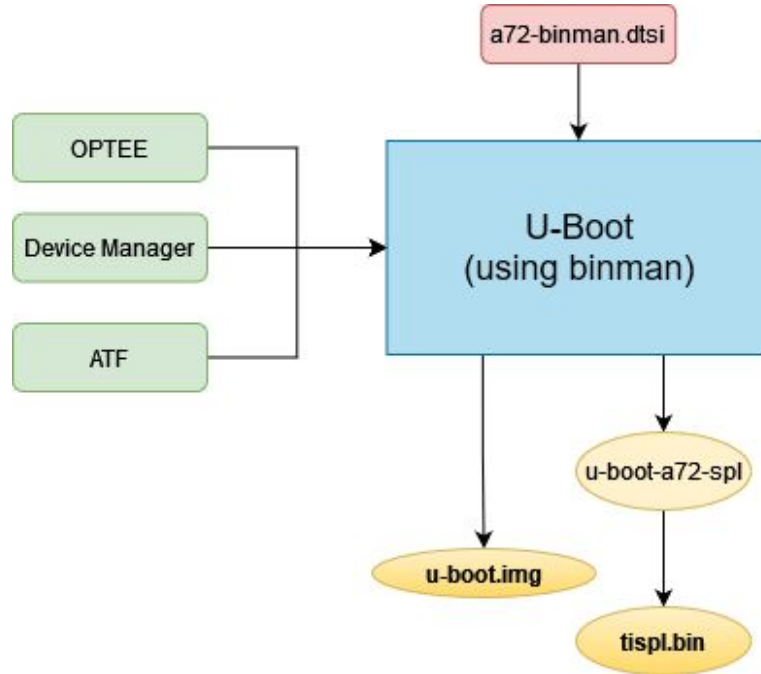 a72-binman.dtsi
OPTEE
Device Manager
ATF
U-Boot
(using binman)
u-boot-a72-spl
u-boot.img
tispl.bin